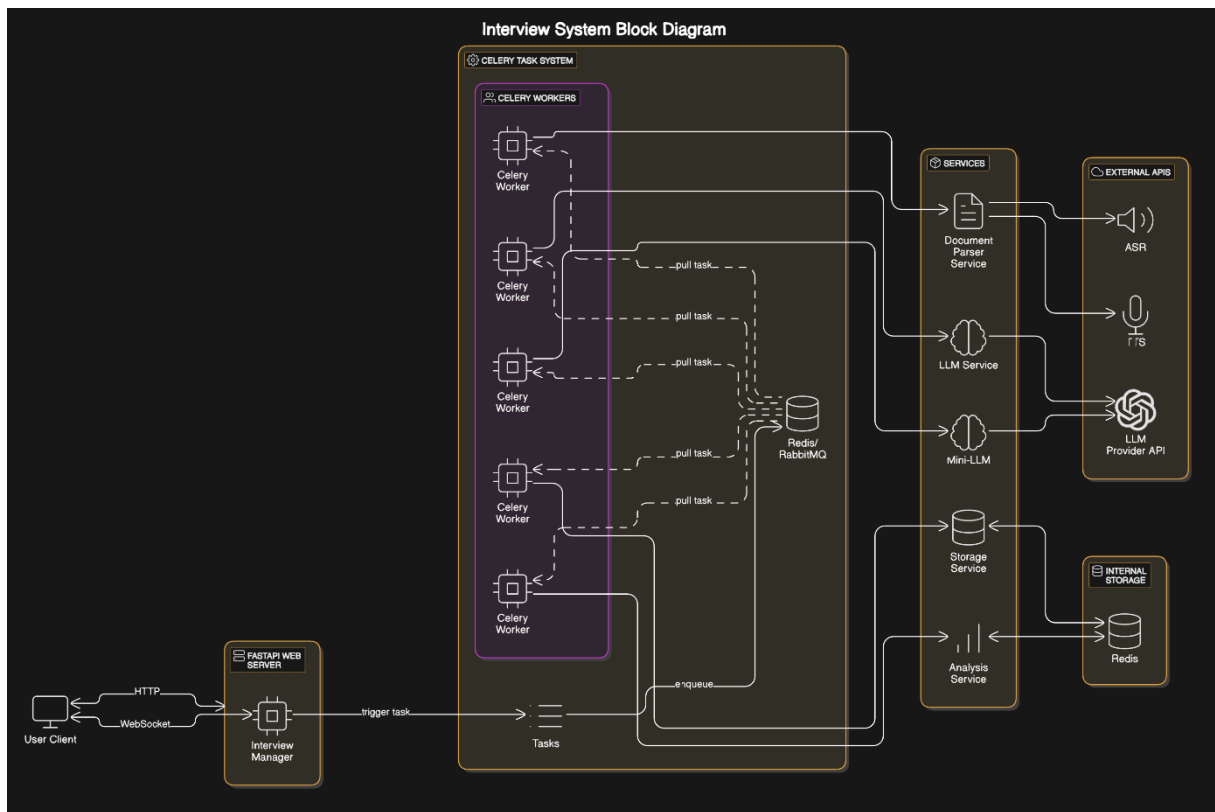 Interview System Block Diagram
CELERY TASK SYSTEM
CELERY WORKERS
Celery
Worker
Celery
Worker
Celery
Worker
Celery
Worker
Celery
Worker
pull task
pull task
pull task
pull task
pull task
Redis/
RabbitMQ
enqueue
Tasks
SERVICES
Document
Parser
Service
LLM Service
Mini-LLM
Storage
Service
Analysis
Service
EXTERNAL APIS
ASR
TTS
LLM
Provider API
INTERNAL
STORAGE
Redis
FASTAPI WEB
SERVER
HTTP
WebSocket
User Client
Interview
Manager
trigger task